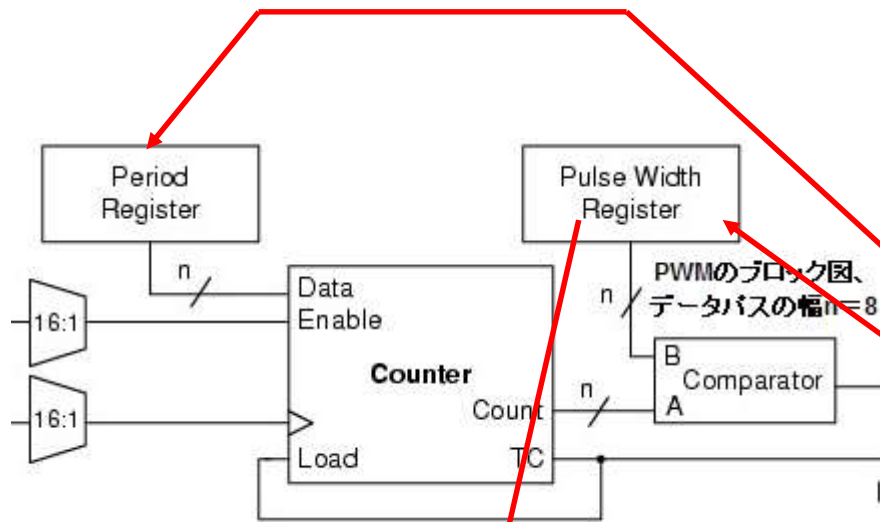 Period
Register
Pulse Width
Register
n
n
PWMのブロック図、
データバスの幅n=8
16:1
Data
Enable
B
Comparator
A
Counter
n
16:1
Count
Load
TC